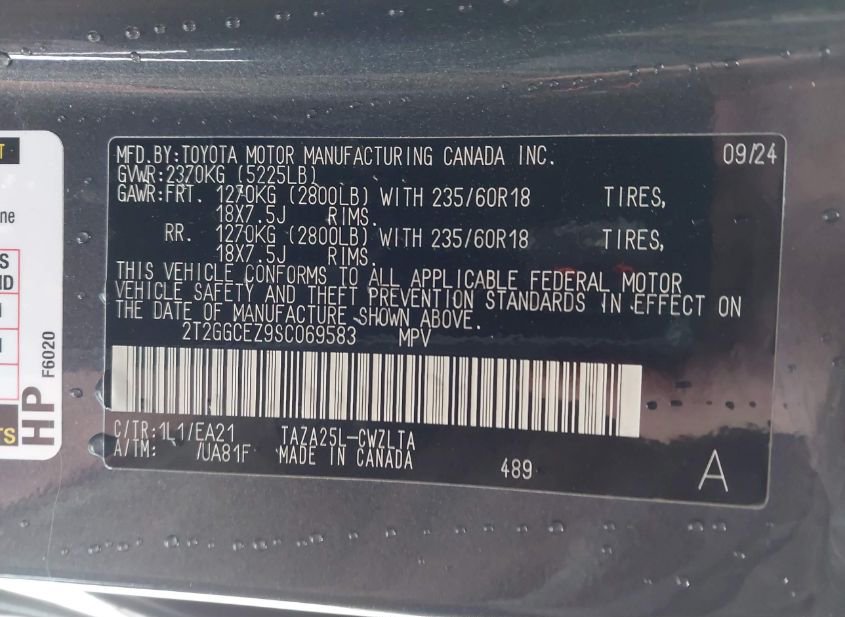 T
ne
S
ND
TS
HP
F6020
MFD.BY:TOYOTA MOTOR MANUFACTURING CANADA INC. 09/24
GVWR:2370KG (5225LB)
GAWR:FRT. 1270KG (2800LB) WITH 235/60R18 TIRES,
18X7.5J RIMS.
RR. 1270KG (2800LB) WITH 235/60R18 TIRES,
18X7.5J RIMS.
THIS VEHICLE CONFORMS TO ALL APPLICABLE FEDERAL MOTOR
VEHICLE SAFETY AND THEFT PREVENTION STANDARDS IN EFFECT ON
THE DATE OF MANUFACTURE SHOWN ABOVE.
2T2GGCEZ9SC069583 MPV
C/TR:1L1/EA21 TAZA25L-CWZLTA
A/TM: /UA81F MADE IN CANADA
489 A